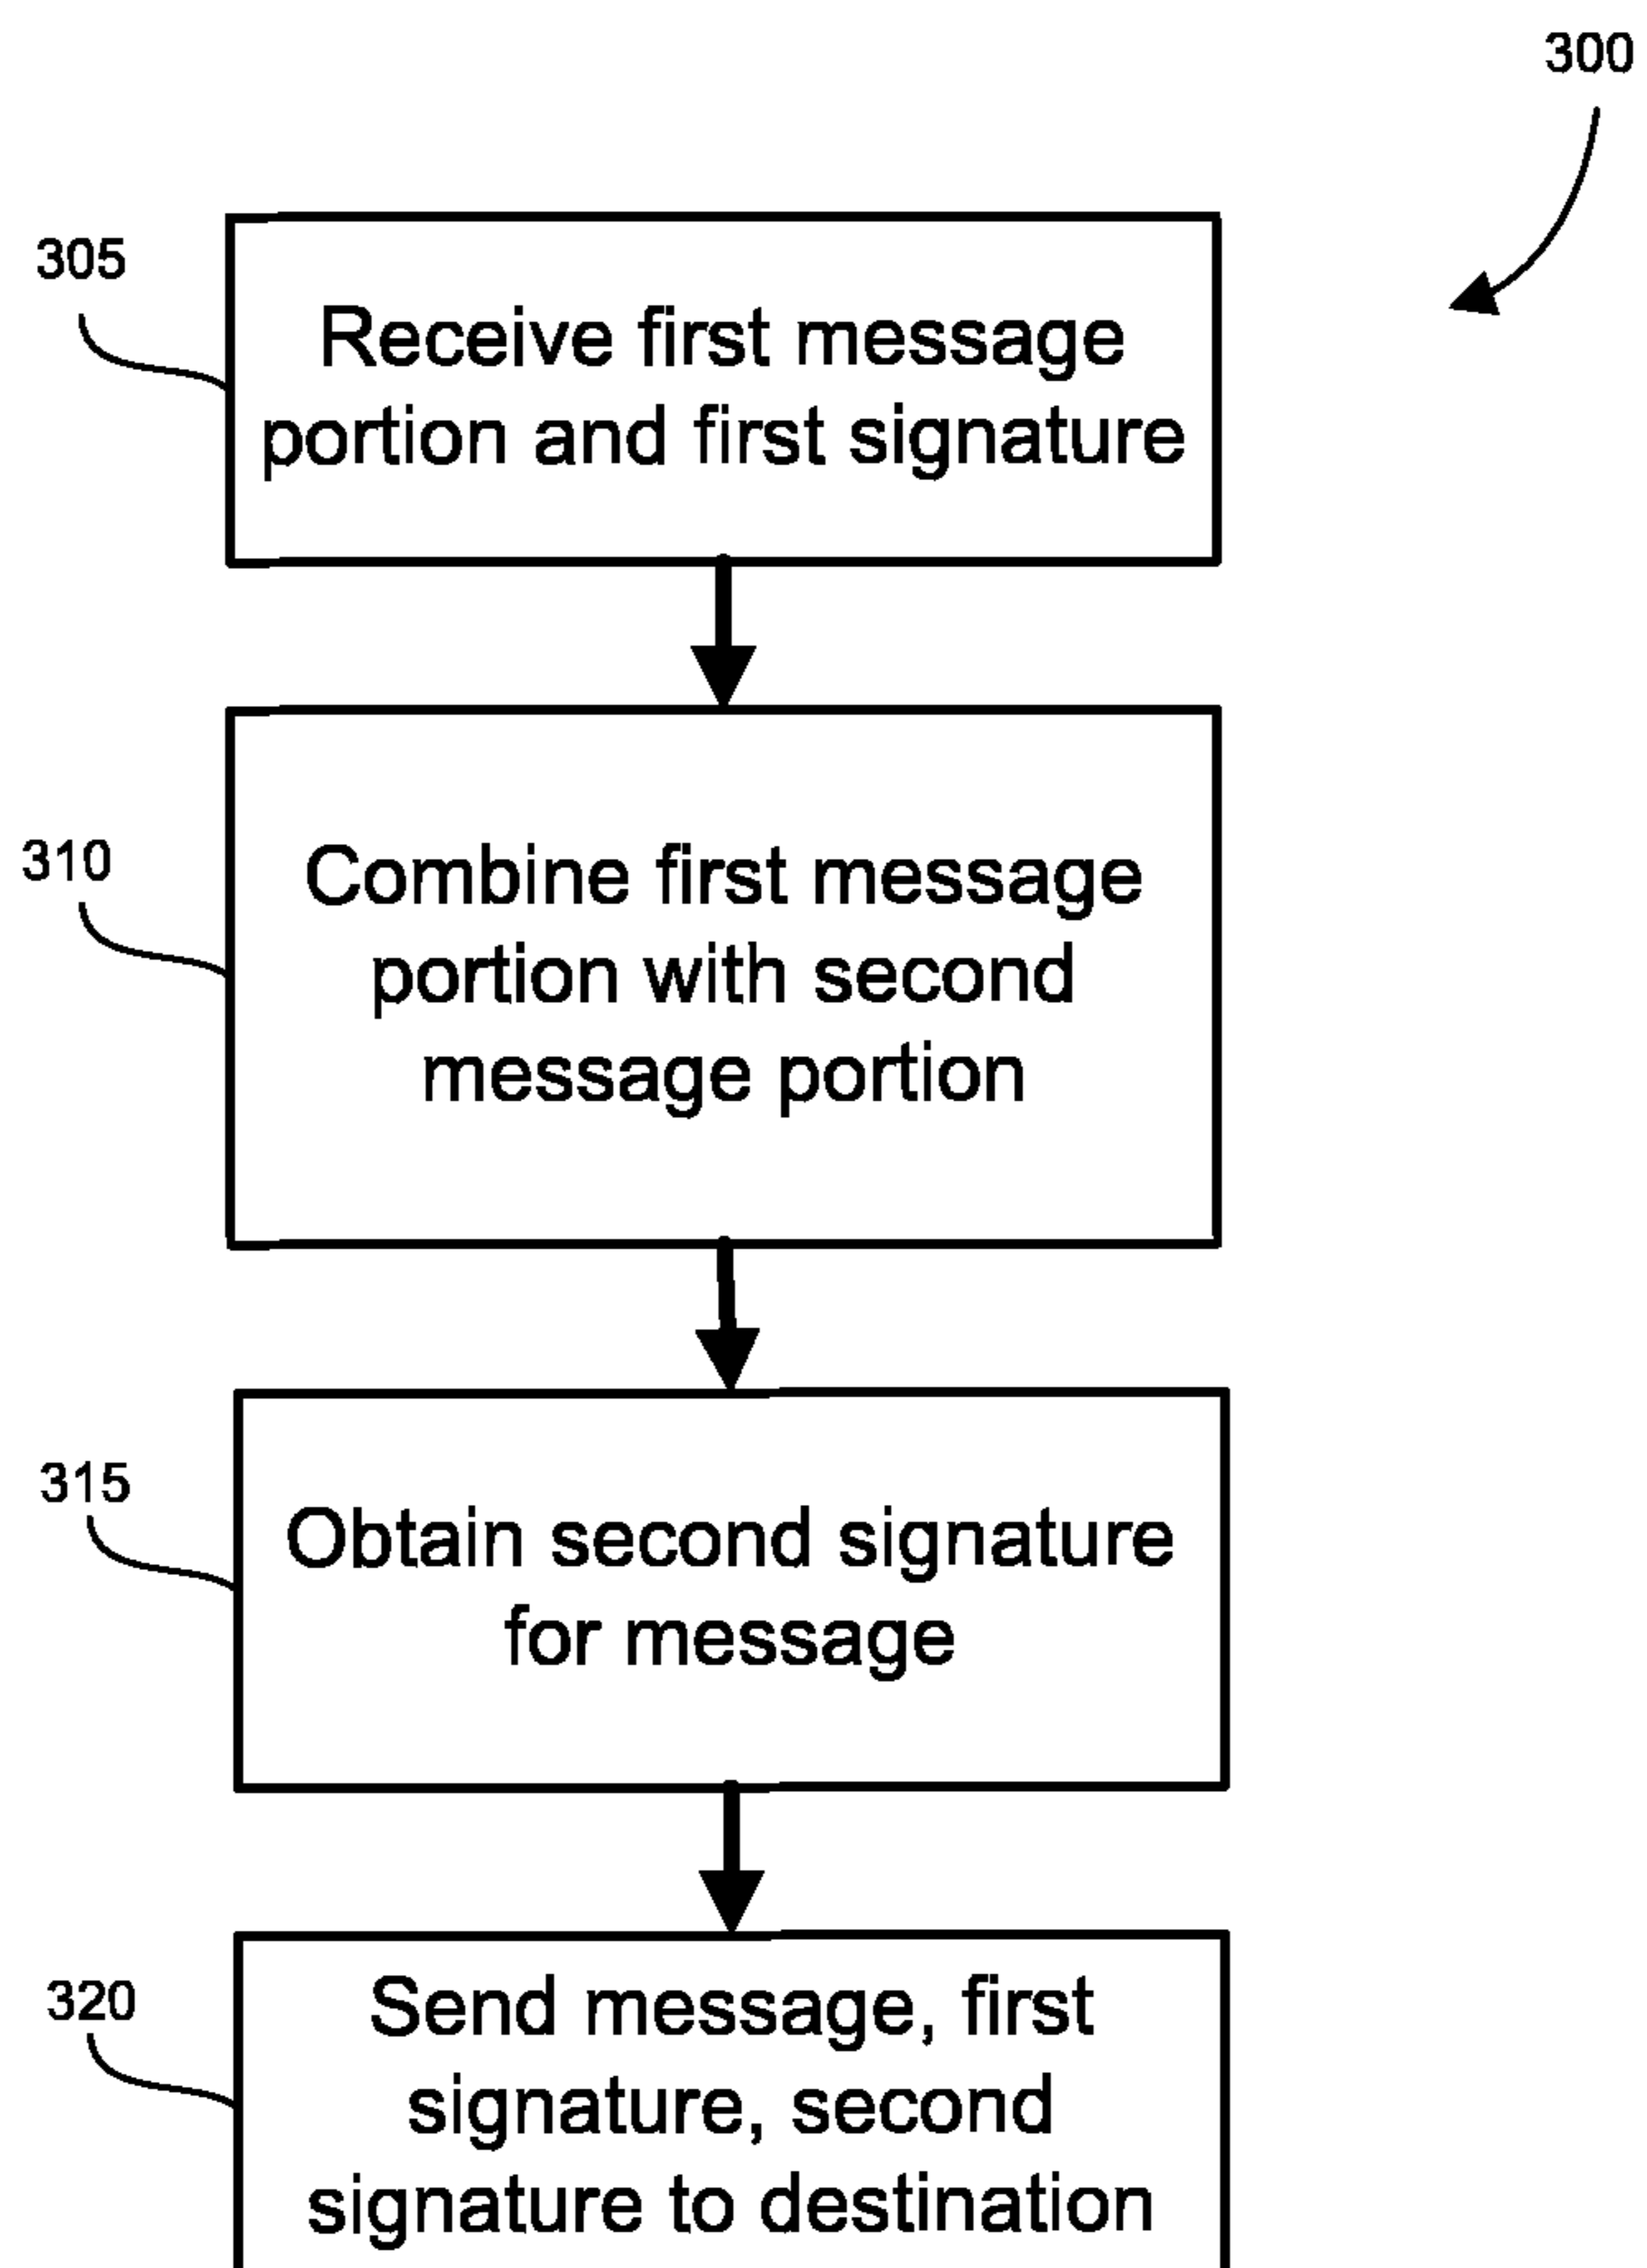 300
305
Receive first message
portion and first signature
310
Combine first message
portion with second
message portion
315
Obtain second signature
for message
320
Send message, first
signature, second
signature to destination